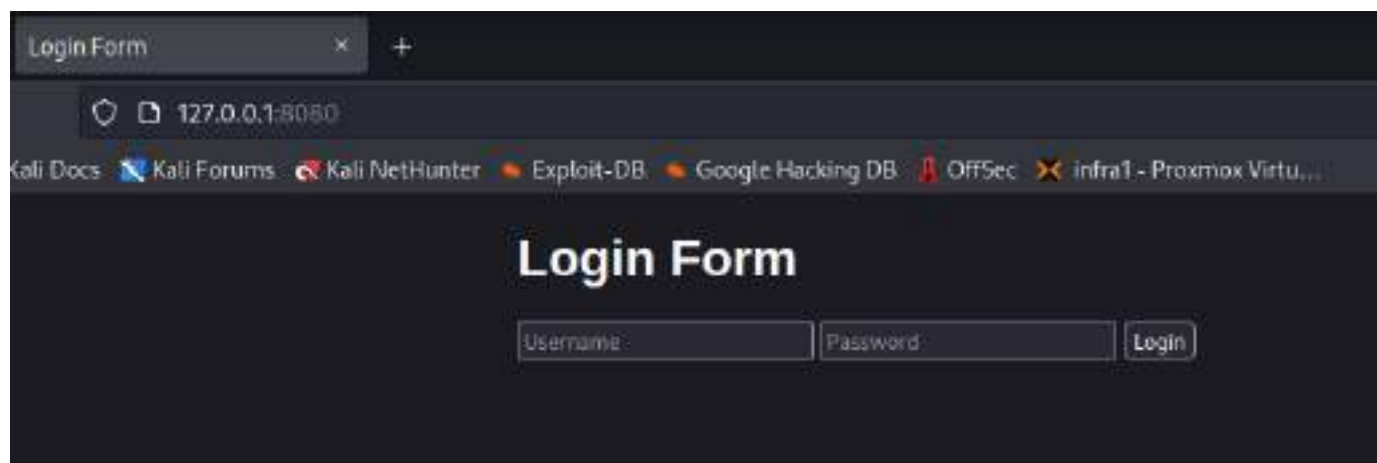 Login Form × +
127.0.0.1:8080
Kali Docs Kali Forums Kali NetHunter Exploit-DB Google Hacking DB OffSec infra1 - Proxmox Virtu...
Login Form
Username Password Login